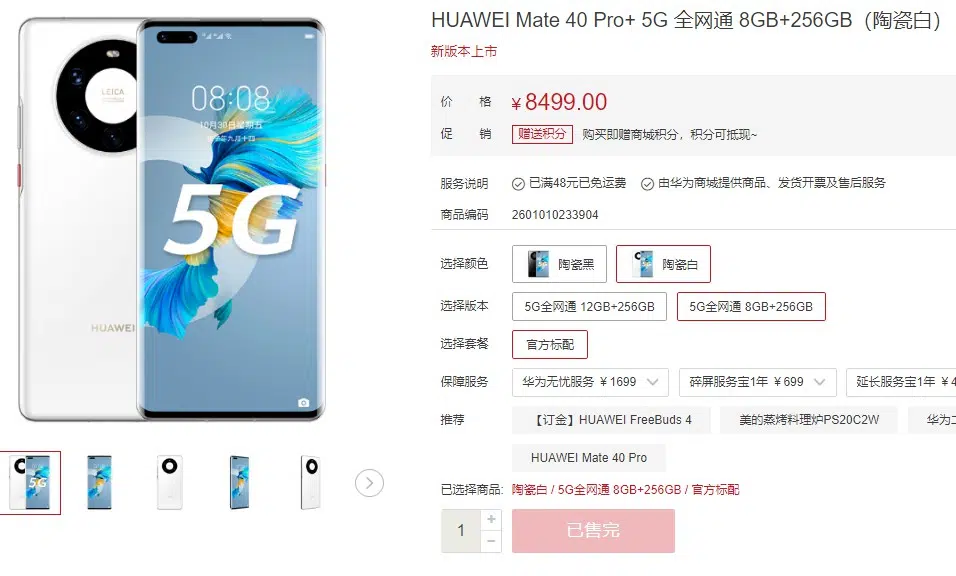 HUAWEI Mate 40 Pro+ 5G 全网通 8GB+256GB（陶瓷白）
新版本上市
价 格 ¥ 8499.00
促 销 赠送积分 购买即赠商城积分，积分可抵现~
服务说明 已满48元已免运费 由华为商城提供商品、发货开票及售后服务
商品编码 2601010233904
选择颜色 陶瓷黑 陶瓷白
选择版本 5G全网通 12GB+256GB 5G全网通 8GB+256GB
选择套餐 官方标配
保障服务 华为无忧服务 ¥ 1699 碎屏服务宝1年 ¥ 699 延长服务宝1年 ¥ 4
推荐 【订金】HUAWEI FreeBuds 4 美的蒸烤料理炉PS20C2W 华为二
HUAWEI Mate 40 Pro
已选择商品: 陶瓷白 / 5G全网通 8GB+256GB / 官方标配
1 + − 已售完
LEICA
08:08
10月30日星期五
5G
HUAWEI
5G